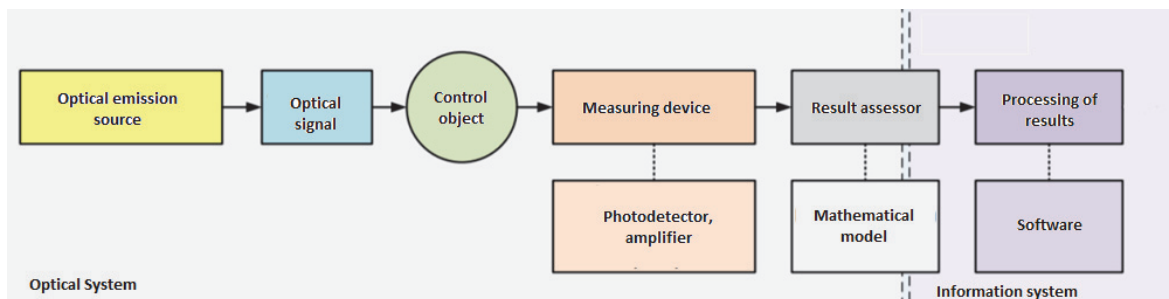 Optical emission
source
Optical
signal
Control
object
Measuring device
Result assessor
Processing of
results
Photodetector,
amplifier
Mathematical
model
Software
Optical System
Information system